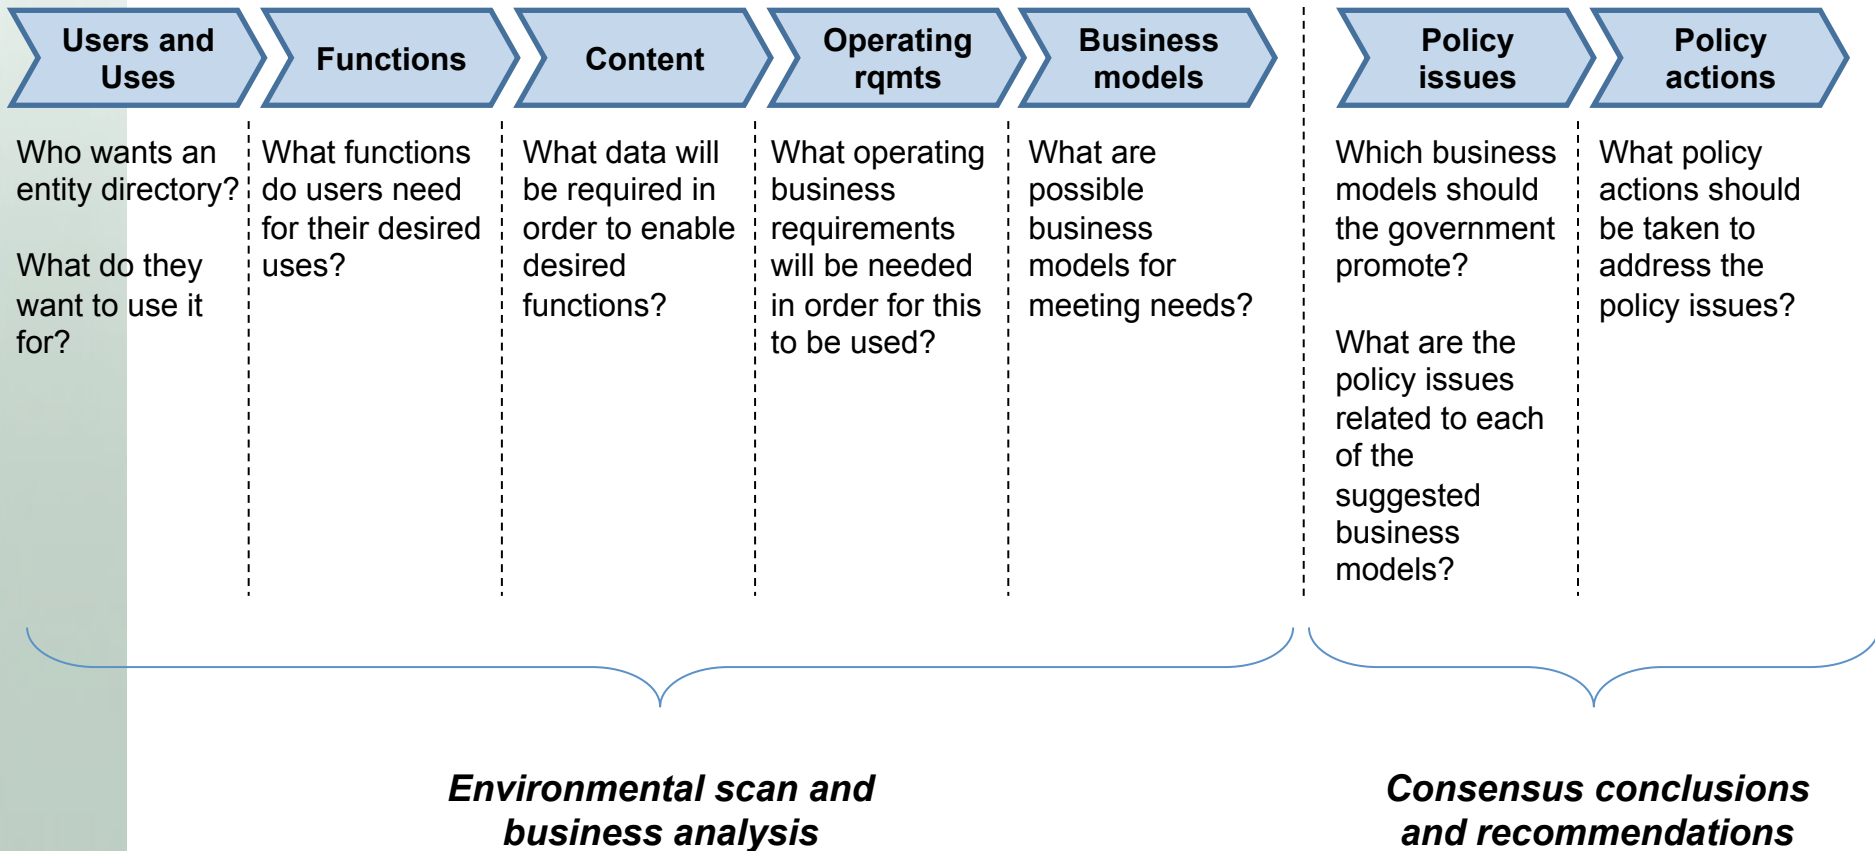 Users and
Uses
Functions
Content
Operating
rqmts
Business
models
Policy
issues
Policy
actions
Who wants an
entity directory?
What do they
want to use it
for?
What functions
do users need
for their desired
uses?
What data will
be required in
order to enable
desired
functions?
What operating
business
requirements
will be needed
in order for this
to be used?
What are
possible
business
models for
meeting needs?
Which business
models should
the government
promote?
What are the
policy issues
related to each
of the
suggested
business
models?
What policy
actions should
be taken to
address the
policy issues?
Environmental scan and
business analysis
Consensus conclusions
and recommendations